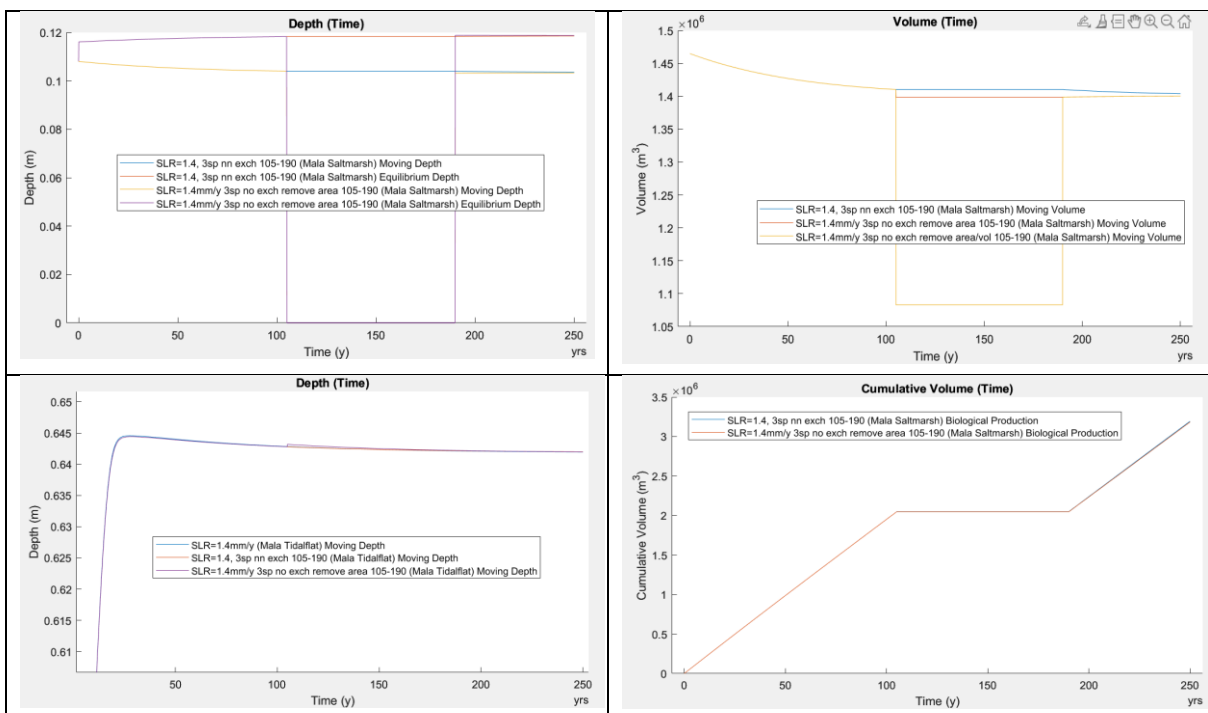 Depth (Time)
0.12
0.1
0.08
0.06
0.04
0.02
0
Depth (m)
SLR=1.4, 3sp nn exch 105-190 (Mala Saltmarsh) Moving Depth
SLR=1.4, 3sp nn exch 105-190 (Mala Saltmarsh) Equilibrium Depth
SLR=1.4mm/y 3sp no exch remove area 105-190 (Mala Saltmarsh) Moving Depth
SLR=1.4mm/y 3sp no exch remove area 105-190 (Mala Saltmarsh) Equilibrium Depth
0 50 100 150 200 250
Time (y)
yrs
Volume (Time)
×10⁶
1.5
1.45
1.4
1.35
1.3
1.25
1.2
1.15
1.1
1.05
Volume (m³)
SLR=1.4, 3sp nn exch 105-190 (Mala Saltmarsh) Moving Volume
SLR=1.4mm/y 3sp no exch remove area 105-190 (Mala Saltmarsh) Moving Volume
SLR=1.4mm/y 3sp no exch remove area/vol 105-190 (Mala Saltmarsh) Moving Volume
0 50 100 150 200 250
Time (y)
yrs
Depth (Time)
0.65
0.645
0.64
0.635
0.63
0.625
0.62
0.615
0.61
Depth (m)
SLR=1.4mm/y (Mala Tidalflat) Moving Depth
SLR=1.4, 3sp nn exch 105-190 (Mala Tidalflat) Moving Depth
SLR=1.4mm/y 3sp no exch remove area 105-190 (Mala Tidalflat) Moving Depth
50 100 150 200 250
Time (y)
yrs
Cumulative Volume (Time)
×10⁶
3.5
3
2.5
2
1.5
1
0.5
0
Cumulative Volume (m³)
SLR=1.4, 3sp nn exch 105-190 (Mala Saltmarsh) Biological Production
SLR=1.4mm/y 3sp no exch remove area 105-190 (Mala Saltmarsh) Biological Production
0 50 100 150 200 250
Time (y)
yrs